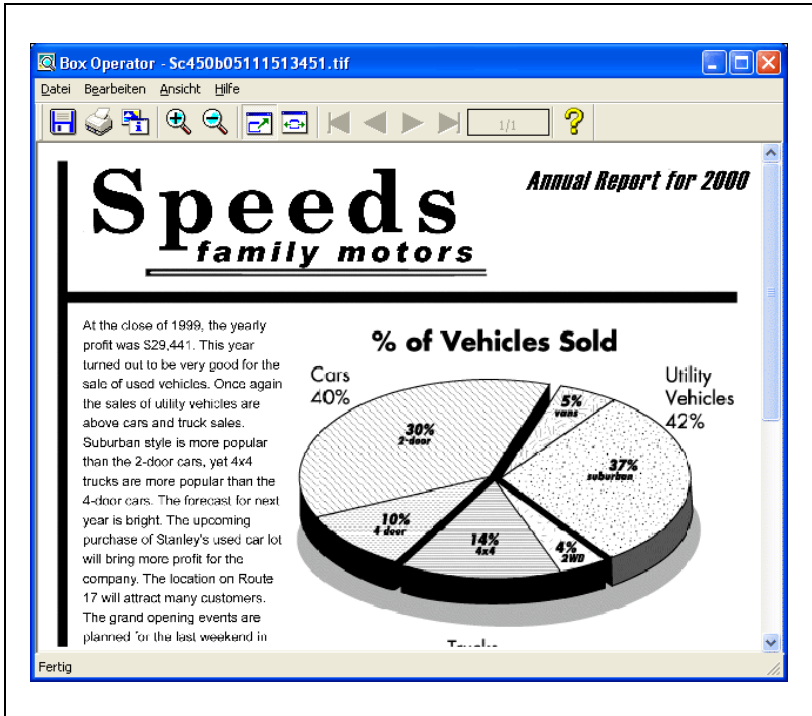 Box Operator - Sc450b05111513451.tif
Datei Bearbeiten Ansicht Hilfe
1/1
Speeds
family motors
Annual Report for 2000
At the close of 1999, the yearly
profit was $29,441. This year
turned out to be very good for the
sale of used vehicles. Once again
the sales of utility vehicles are
above cars and truck sales.
Suburban style is more popular
than the 2-door cars, yet 4x4
trucks are more popular than the
4-door cars. The forecast for next
year is bright. The upcoming
purchase of Stanley's used car lot
will bring more profit for the
company. The location on Route
17 will attract many customers.
The grand opening events are
planned for the last weekend in
% of Vehicles Sold
Cars
40%
Utility
Vehicles
42%
5%
vans
30%
2-door
37%
suburban
10%
4 door
14%
4x4
4%
2WD
Trucks
Fertig